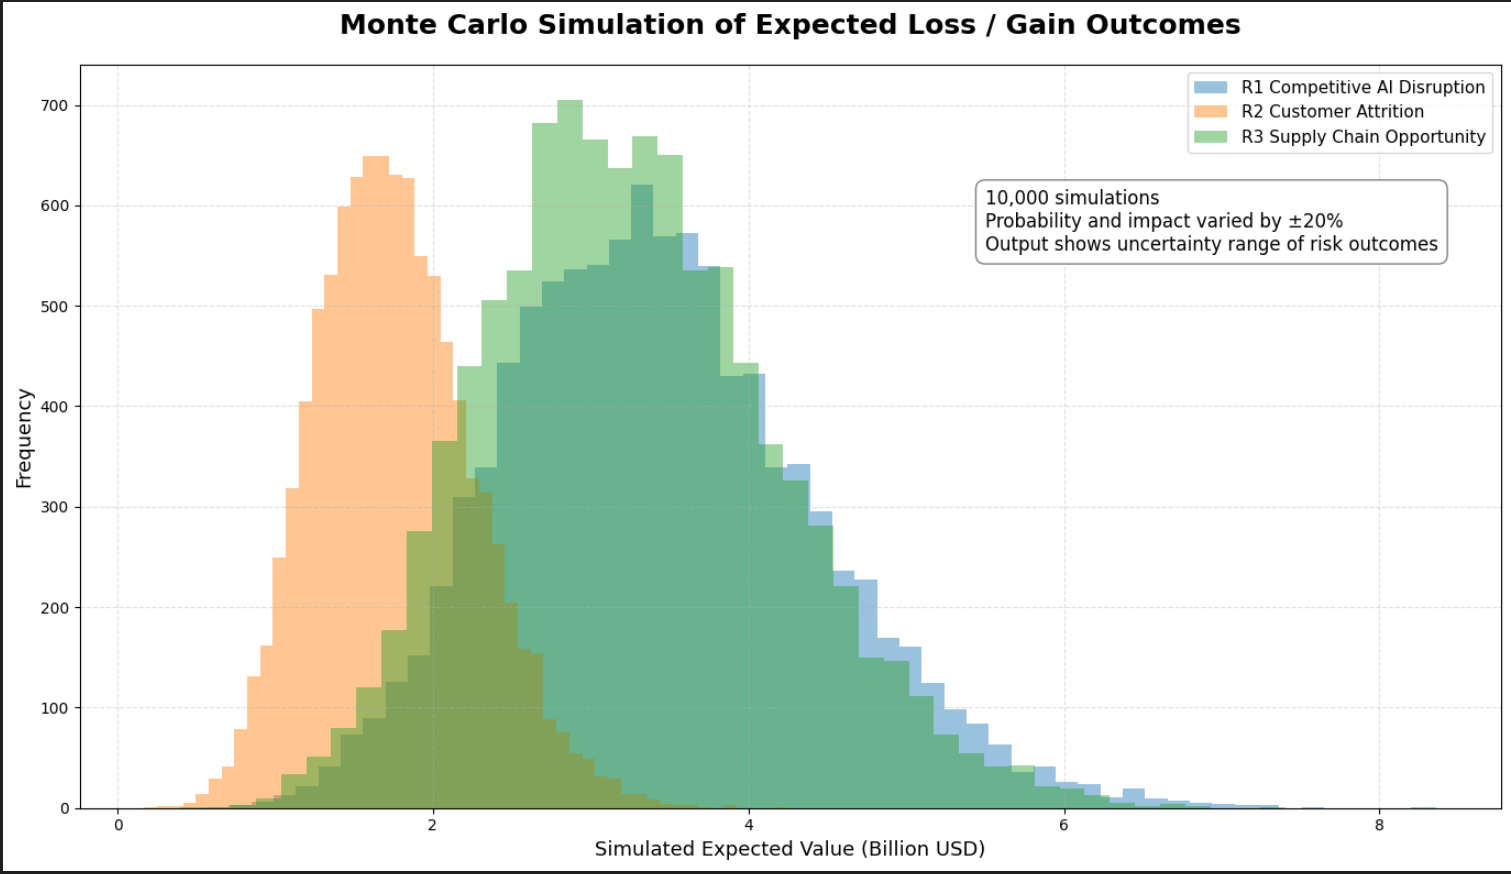 Monte Carlo Simulation of Expected Loss / Gain Outcomes
R1 Competitive AI Disruption
R2 Customer Attrition
R3 Supply Chain Opportunity
10,000 simulations
Probability and impact varied by ±20%
Output shows uncertainty range of risk outcomes
Frequency
700
600
500
400
300
200
100
0
0 2 4 6 8
Simulated Expected Value (Billion USD)